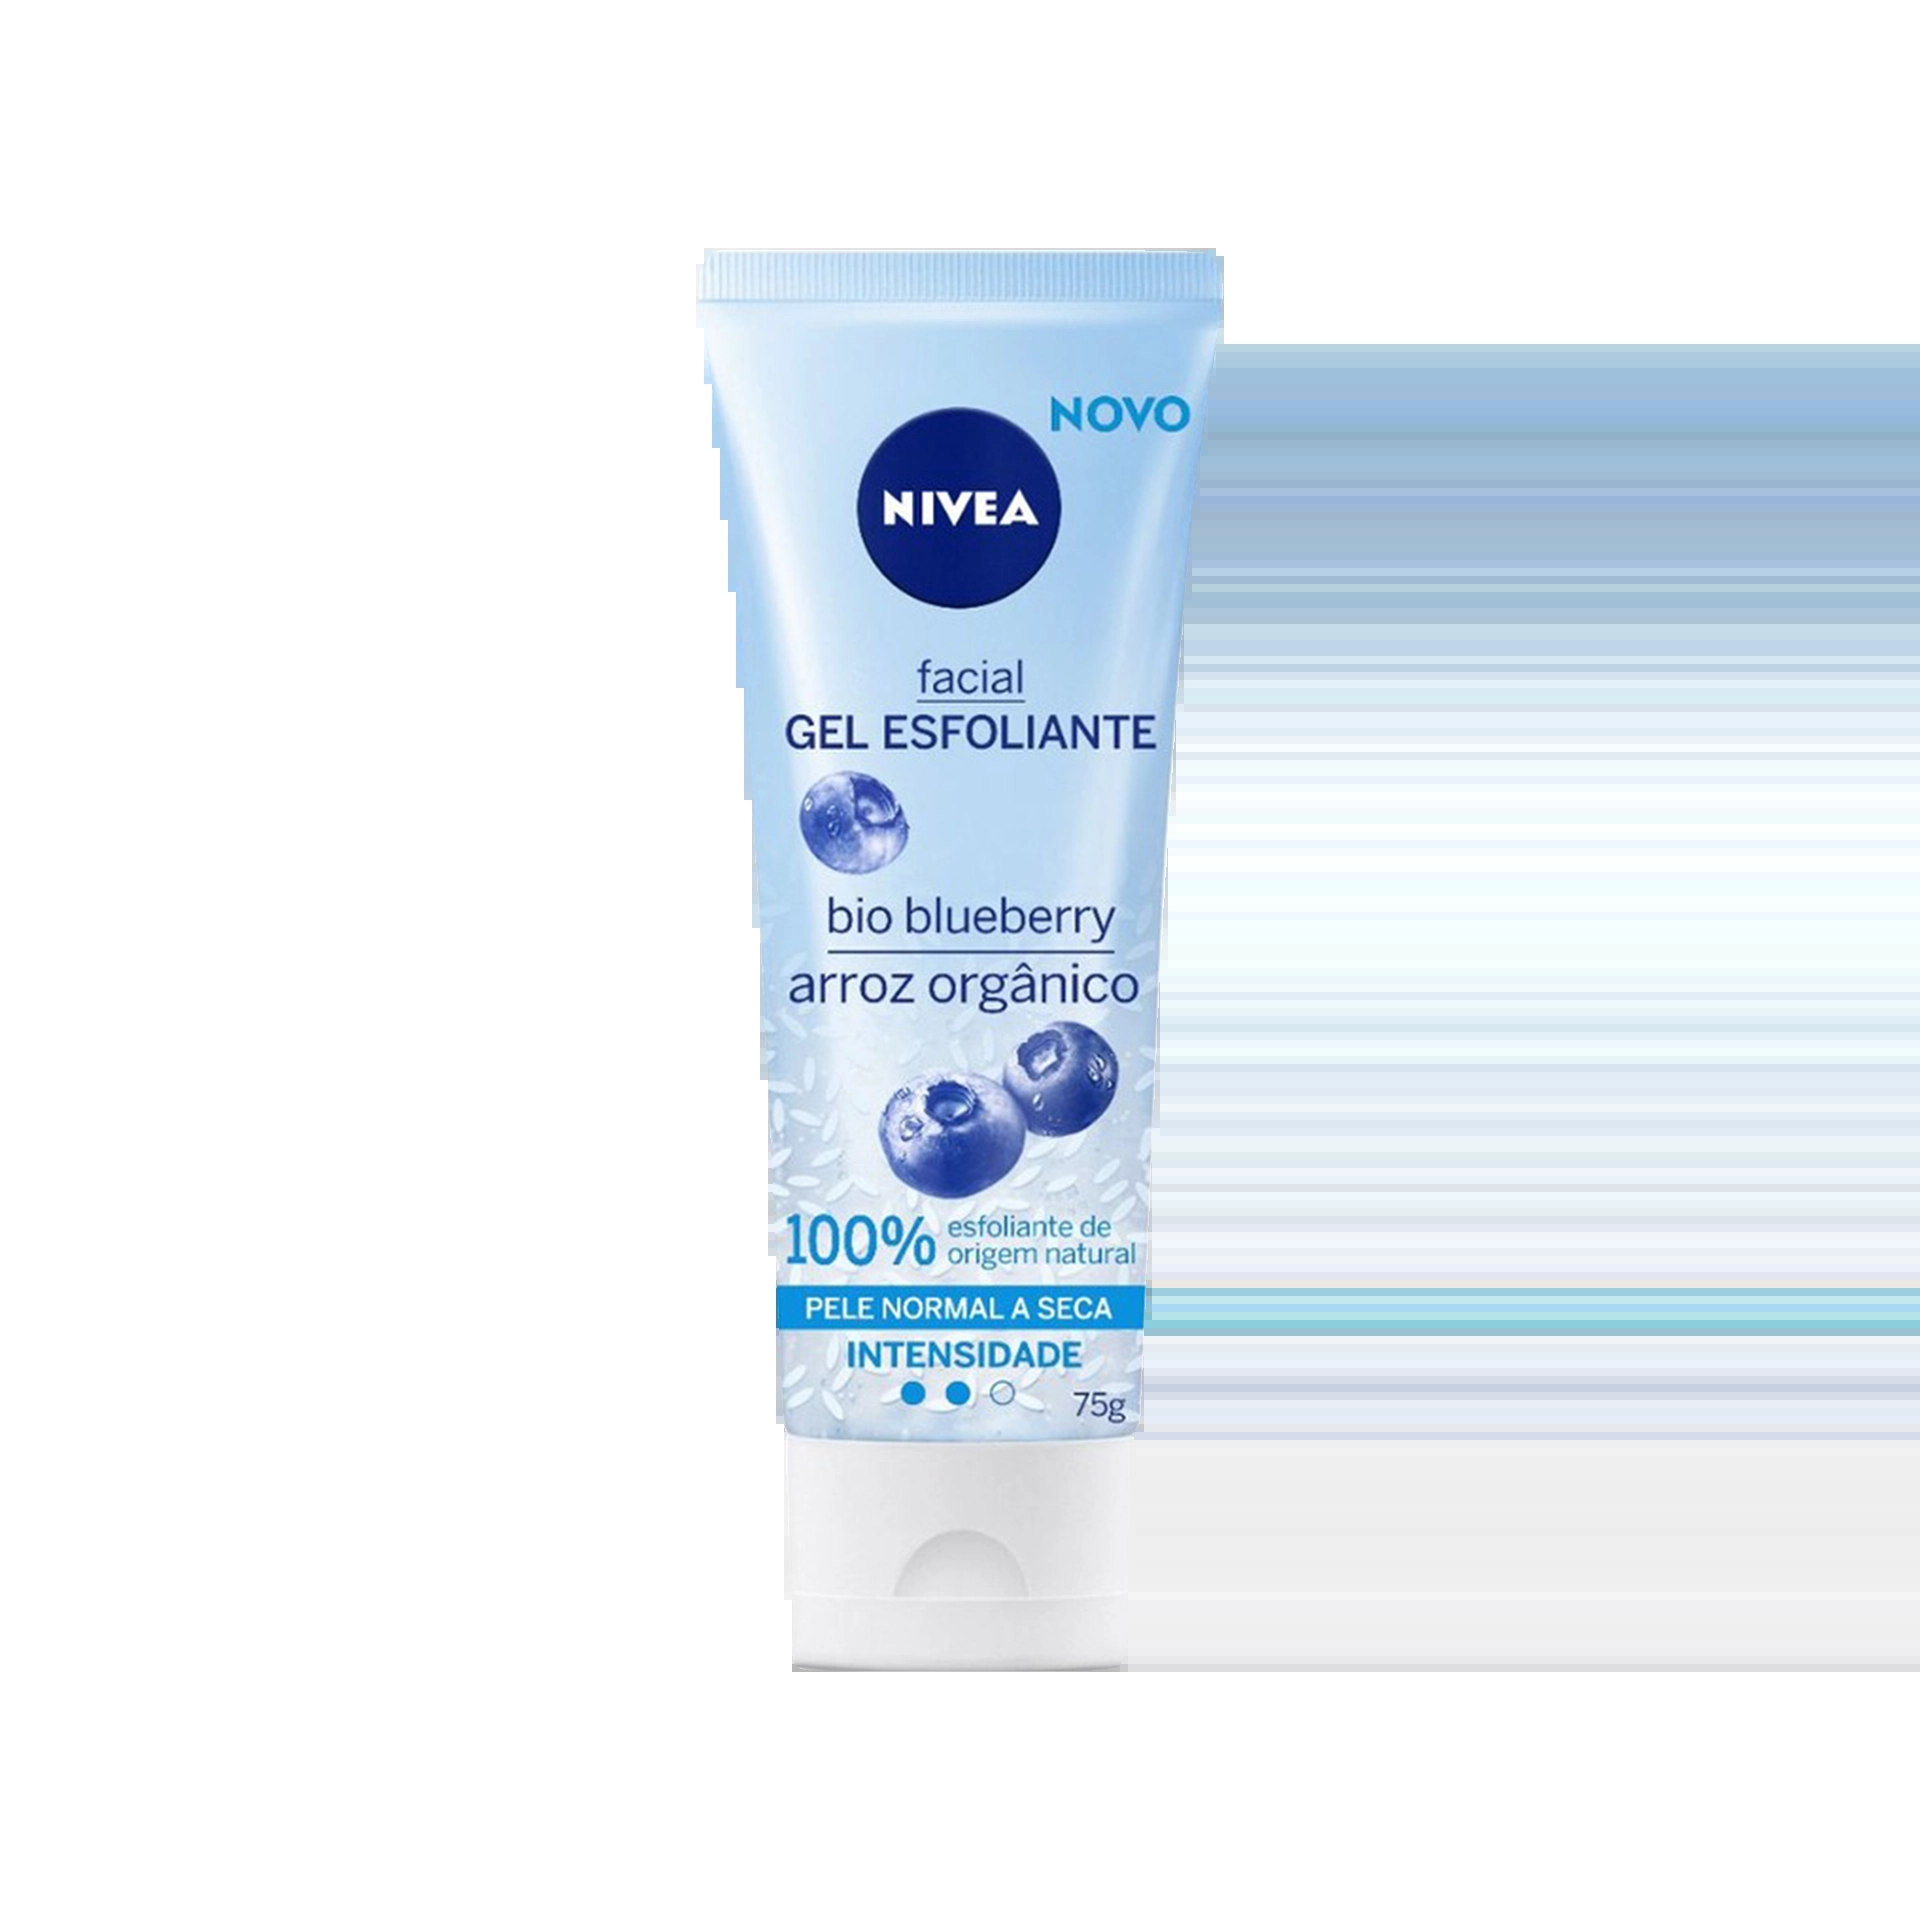 NOVO
NIVEA
facial
GEL ESFOLIANTE
bio blueberry
arroz orgânico
100% esfoliante de
origem natural
PELE NORMAL A SECA
INTENSIDADE
75g